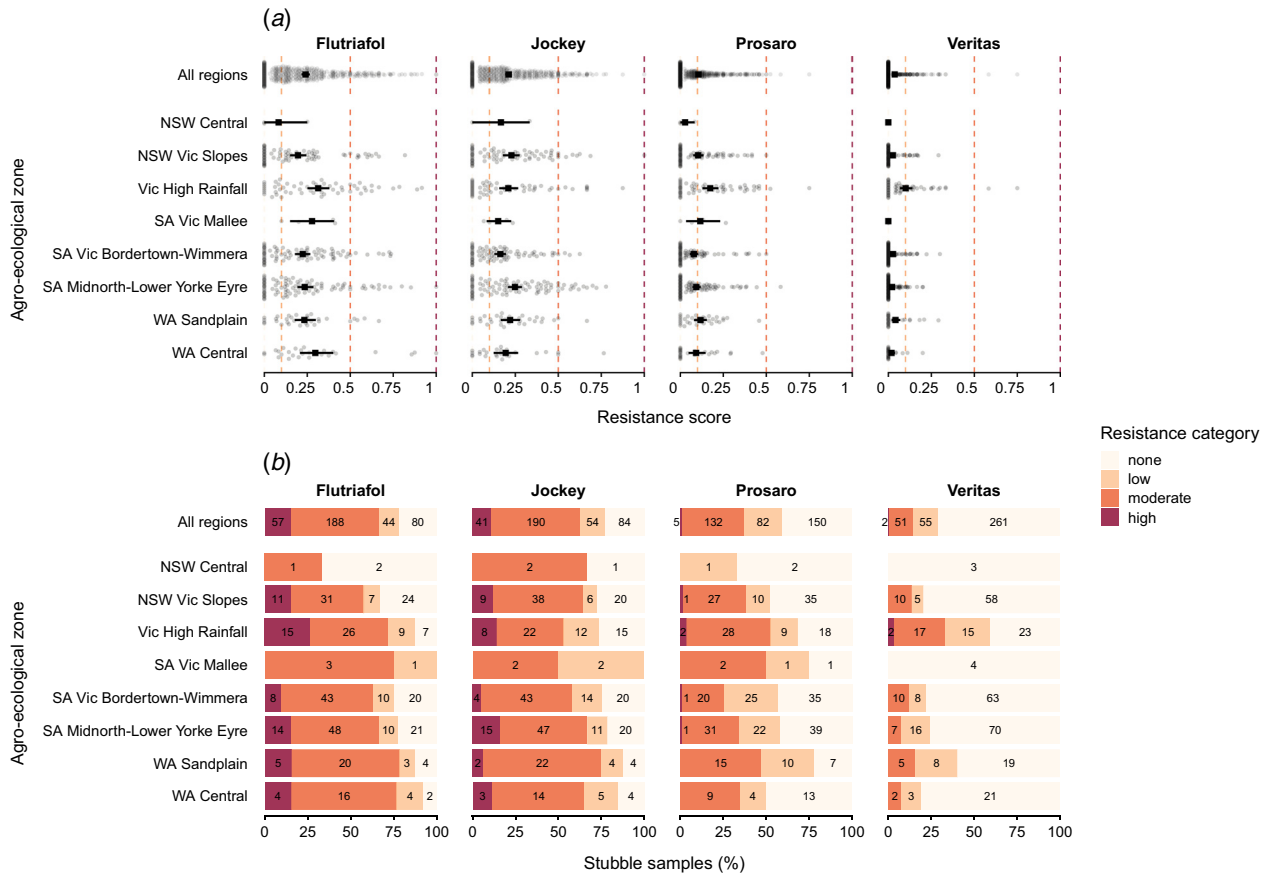 (a)
Flutriafol Jockey Prosaro Veritas
Agro-ecological zone
All regions
NSW Central
NSW Vic Slopes
Vic High Rainfall
SA Vic Mallee
SA Vic Bordertown-Wimmera
SA Midnorth-Lower Yorke Eyre
WA Sandplain
WA Central
0 0.25 0.5 0.75 1 0 0.25 0.5 0.75 1 0 0.25 0.5 0.75 1 0 0.25 0.5 0.75 1
Resistance score
Resistance category
none
low
moderate
high
(b)
Flutriafol Jockey Prosaro Veritas
Agro-ecological zone
All regions 57 188 44 80 41 190 54 84 5 132 82 150 2 51 55 261
NSW Central 1 2 2 1 1 2 3
NSW Vic Slopes 11 31 7 24 9 38 6 20 1 27 10 35 10 5 58
Vic High Rainfall 15 26 9 7 8 22 12 15 2 28 9 18 2 17 15 23
SA Vic Mallee 3 1 2 2 2 1 1 4
SA Vic Bordertown-Wimmera 8 43 10 20 4 43 14 20 1 20 25 35 10 8 63
SA Midnorth-Lower Yorke Eyre 14 48 10 21 15 47 11 20 1 31 22 39 7 16 70
WA Sandplain 5 20 3 4 2 22 4 4 15 10 7 5 8 19
WA Central 4 16 4 2 3 14 5 4 9 4 13 2 3 21
0 25 50 75 100 0 25 50 75 100 0 25 50 75 100 0 25 50 75 100
Stubble samples (%)